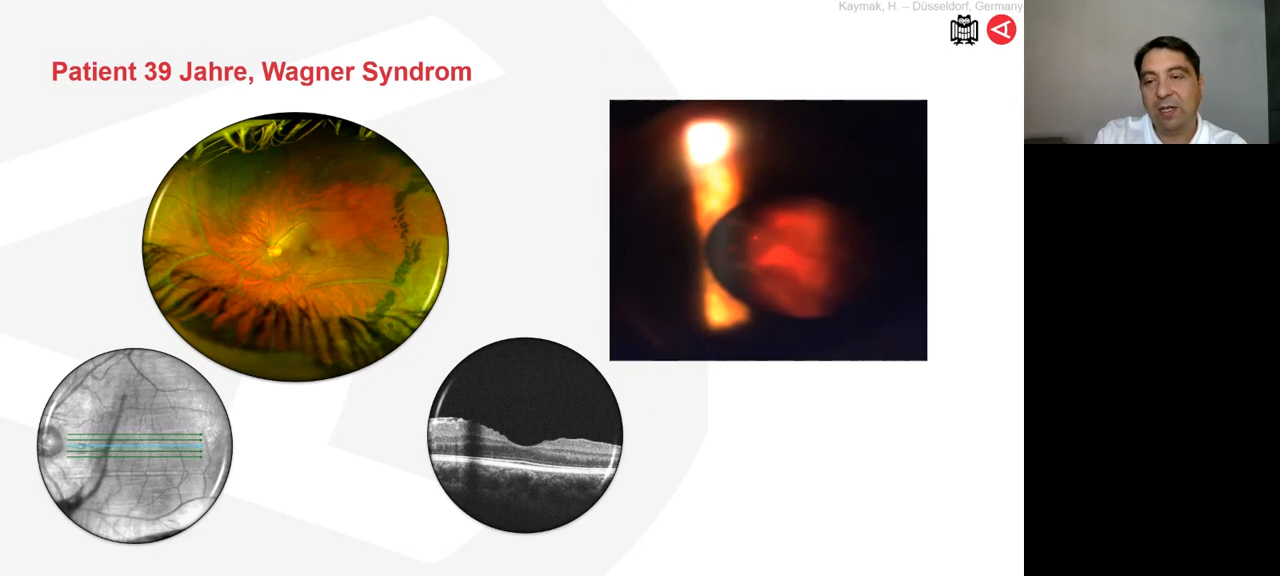 Kaymak, H. – Düsseldorf, Germany
Patient 39 Jahre, Wagner Syndrom